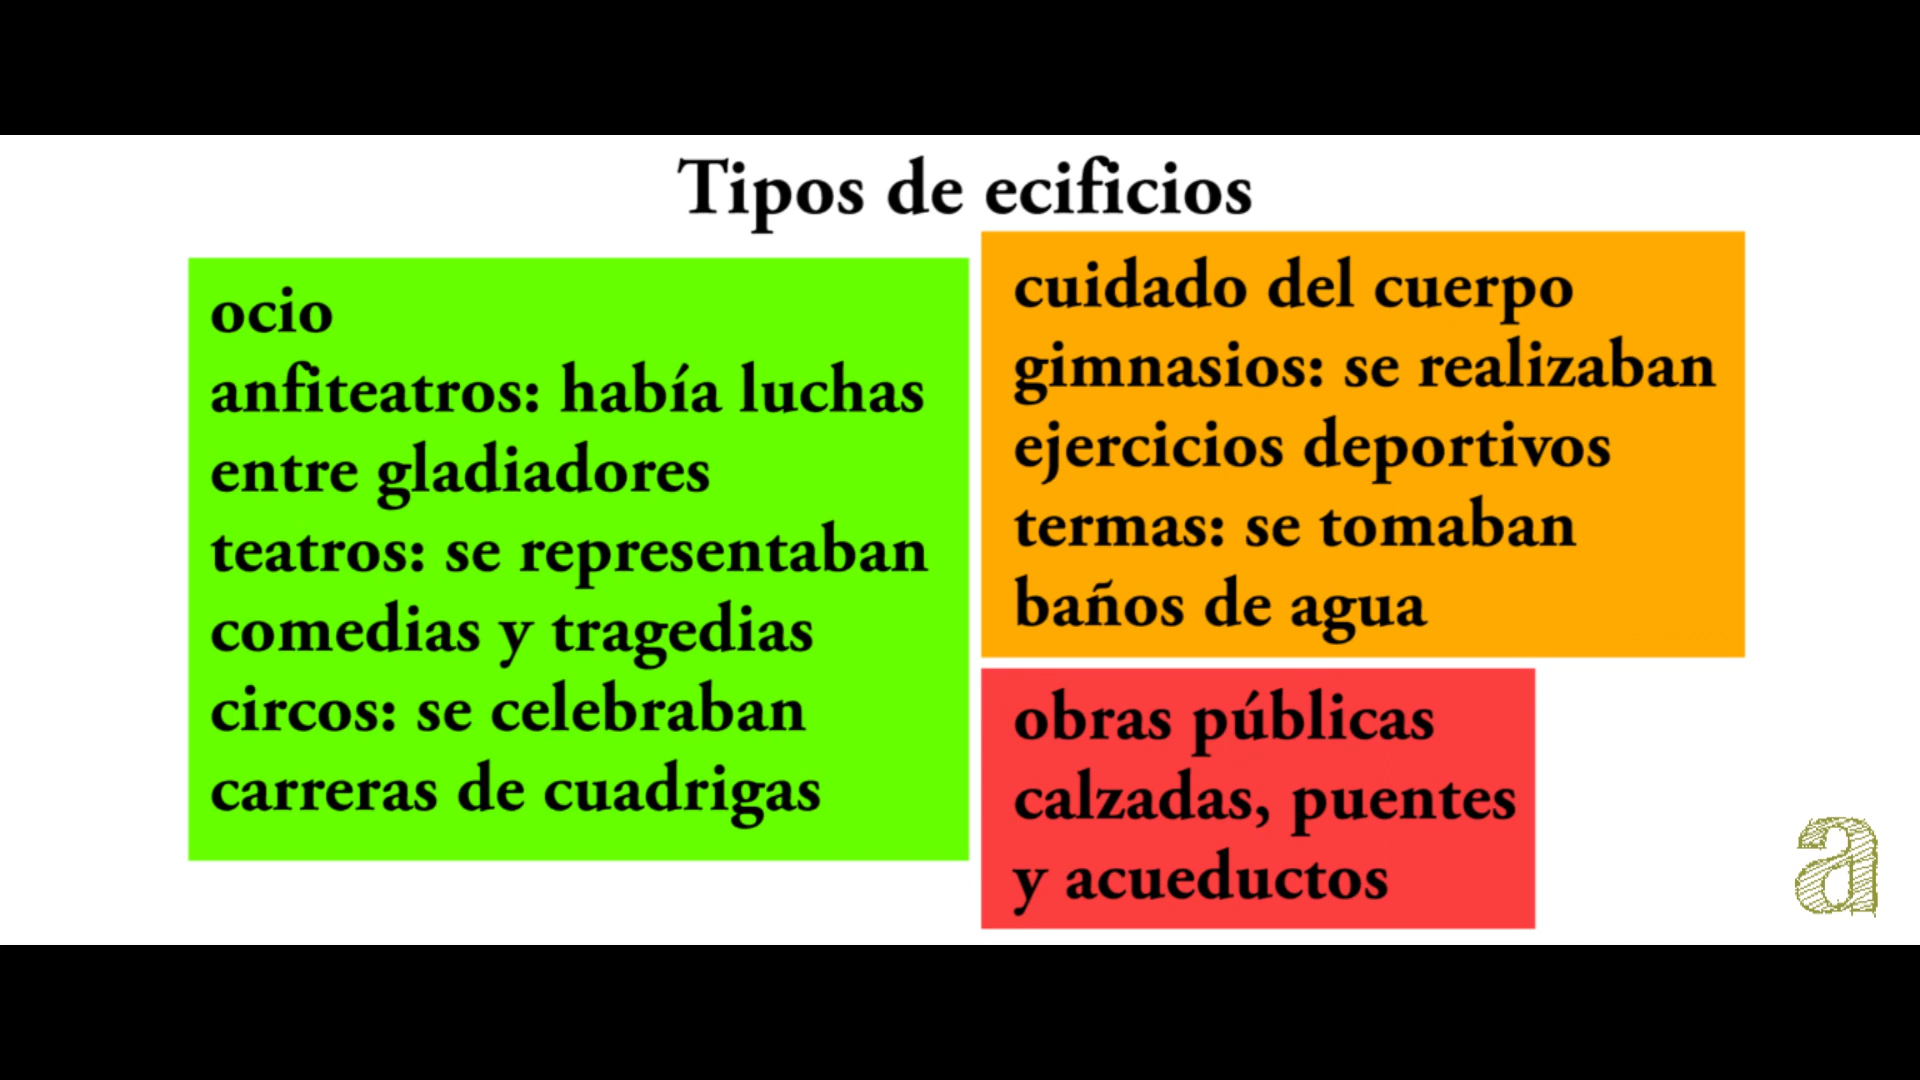 Tipos de ecificios
ocio
anfiteatros: había luchas
entre gladiadores
teatros: se representaban
comedias y tragedias
circos: se celebraban
carreras de cuadrigas
cuidado del cuerpo
gimnasios: se realizaban
ejercicios deportivos
termas: se tomaban
baños de agua
obras públicas
calzadas, puentes
y acueductos
a